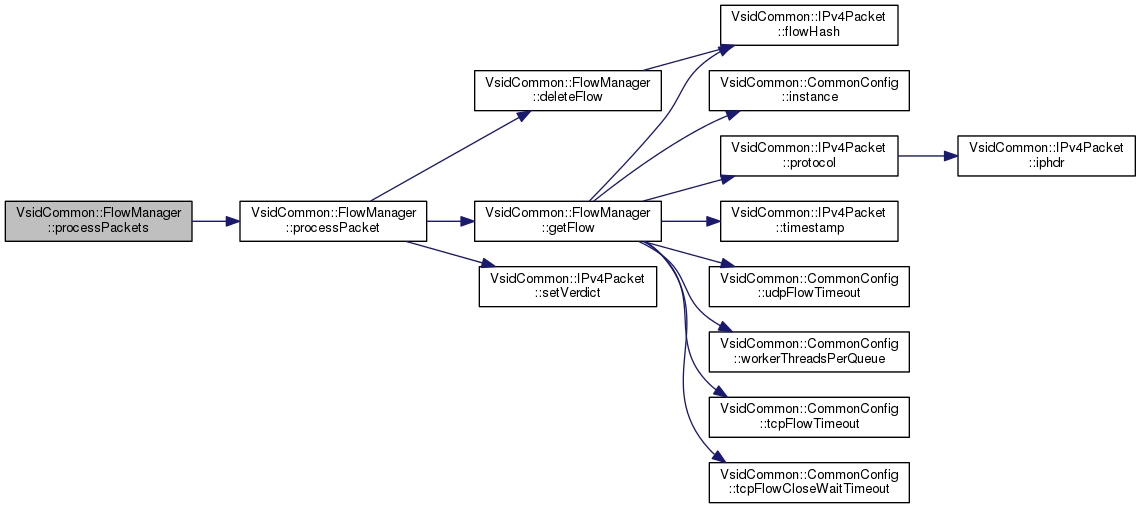 VsidCommon::FlowManager
::processPackets
VsidCommon::FlowManager
::processPacket
VsidCommon::FlowManager
::deleteFlow
VsidCommon::FlowManager
::getFlow
VsidCommon::IPv4Packet
::setVerdict
VsidCommon::IPv4Packet
::flowHash
VsidCommon::CommonConfig
::instance
VsidCommon::IPv4Packet
::protocol
VsidCommon::IPv4Packet
::timestamp
VsidCommon::CommonConfig
::udpFlowTimeout
VsidCommon::CommonConfig
::workerThreadsPerQueue
VsidCommon::CommonConfig
::tcpFlowTimeout
VsidCommon::CommonConfig
::tcpFlowCloseWaitTimeout
VsidCommon::IPv4Packet
::iphdr